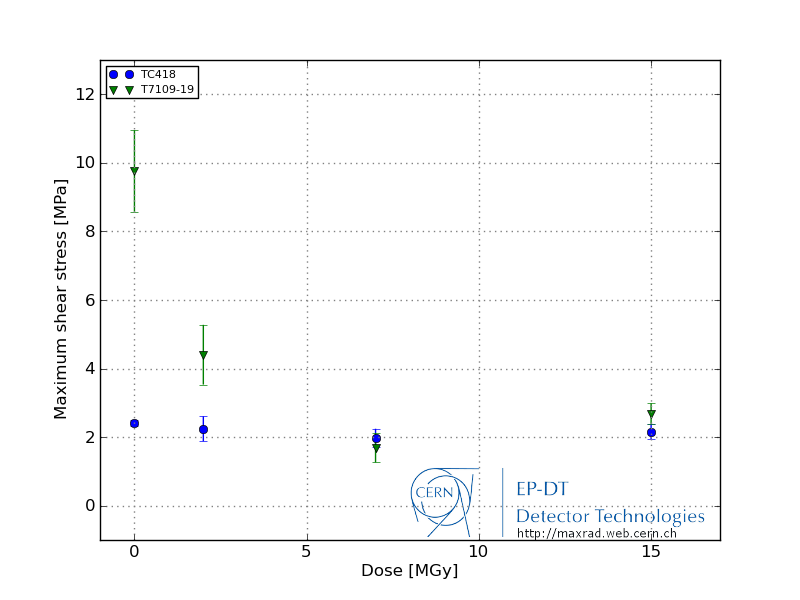 TC418
T7109-19
12
10
8
6
4
2
0
Maximum shear stress [MPa]
0 5 10 15
Dose [MGy]
CERN
EP-DT
Detector Technologies
http://maxrad.web.cern.ch